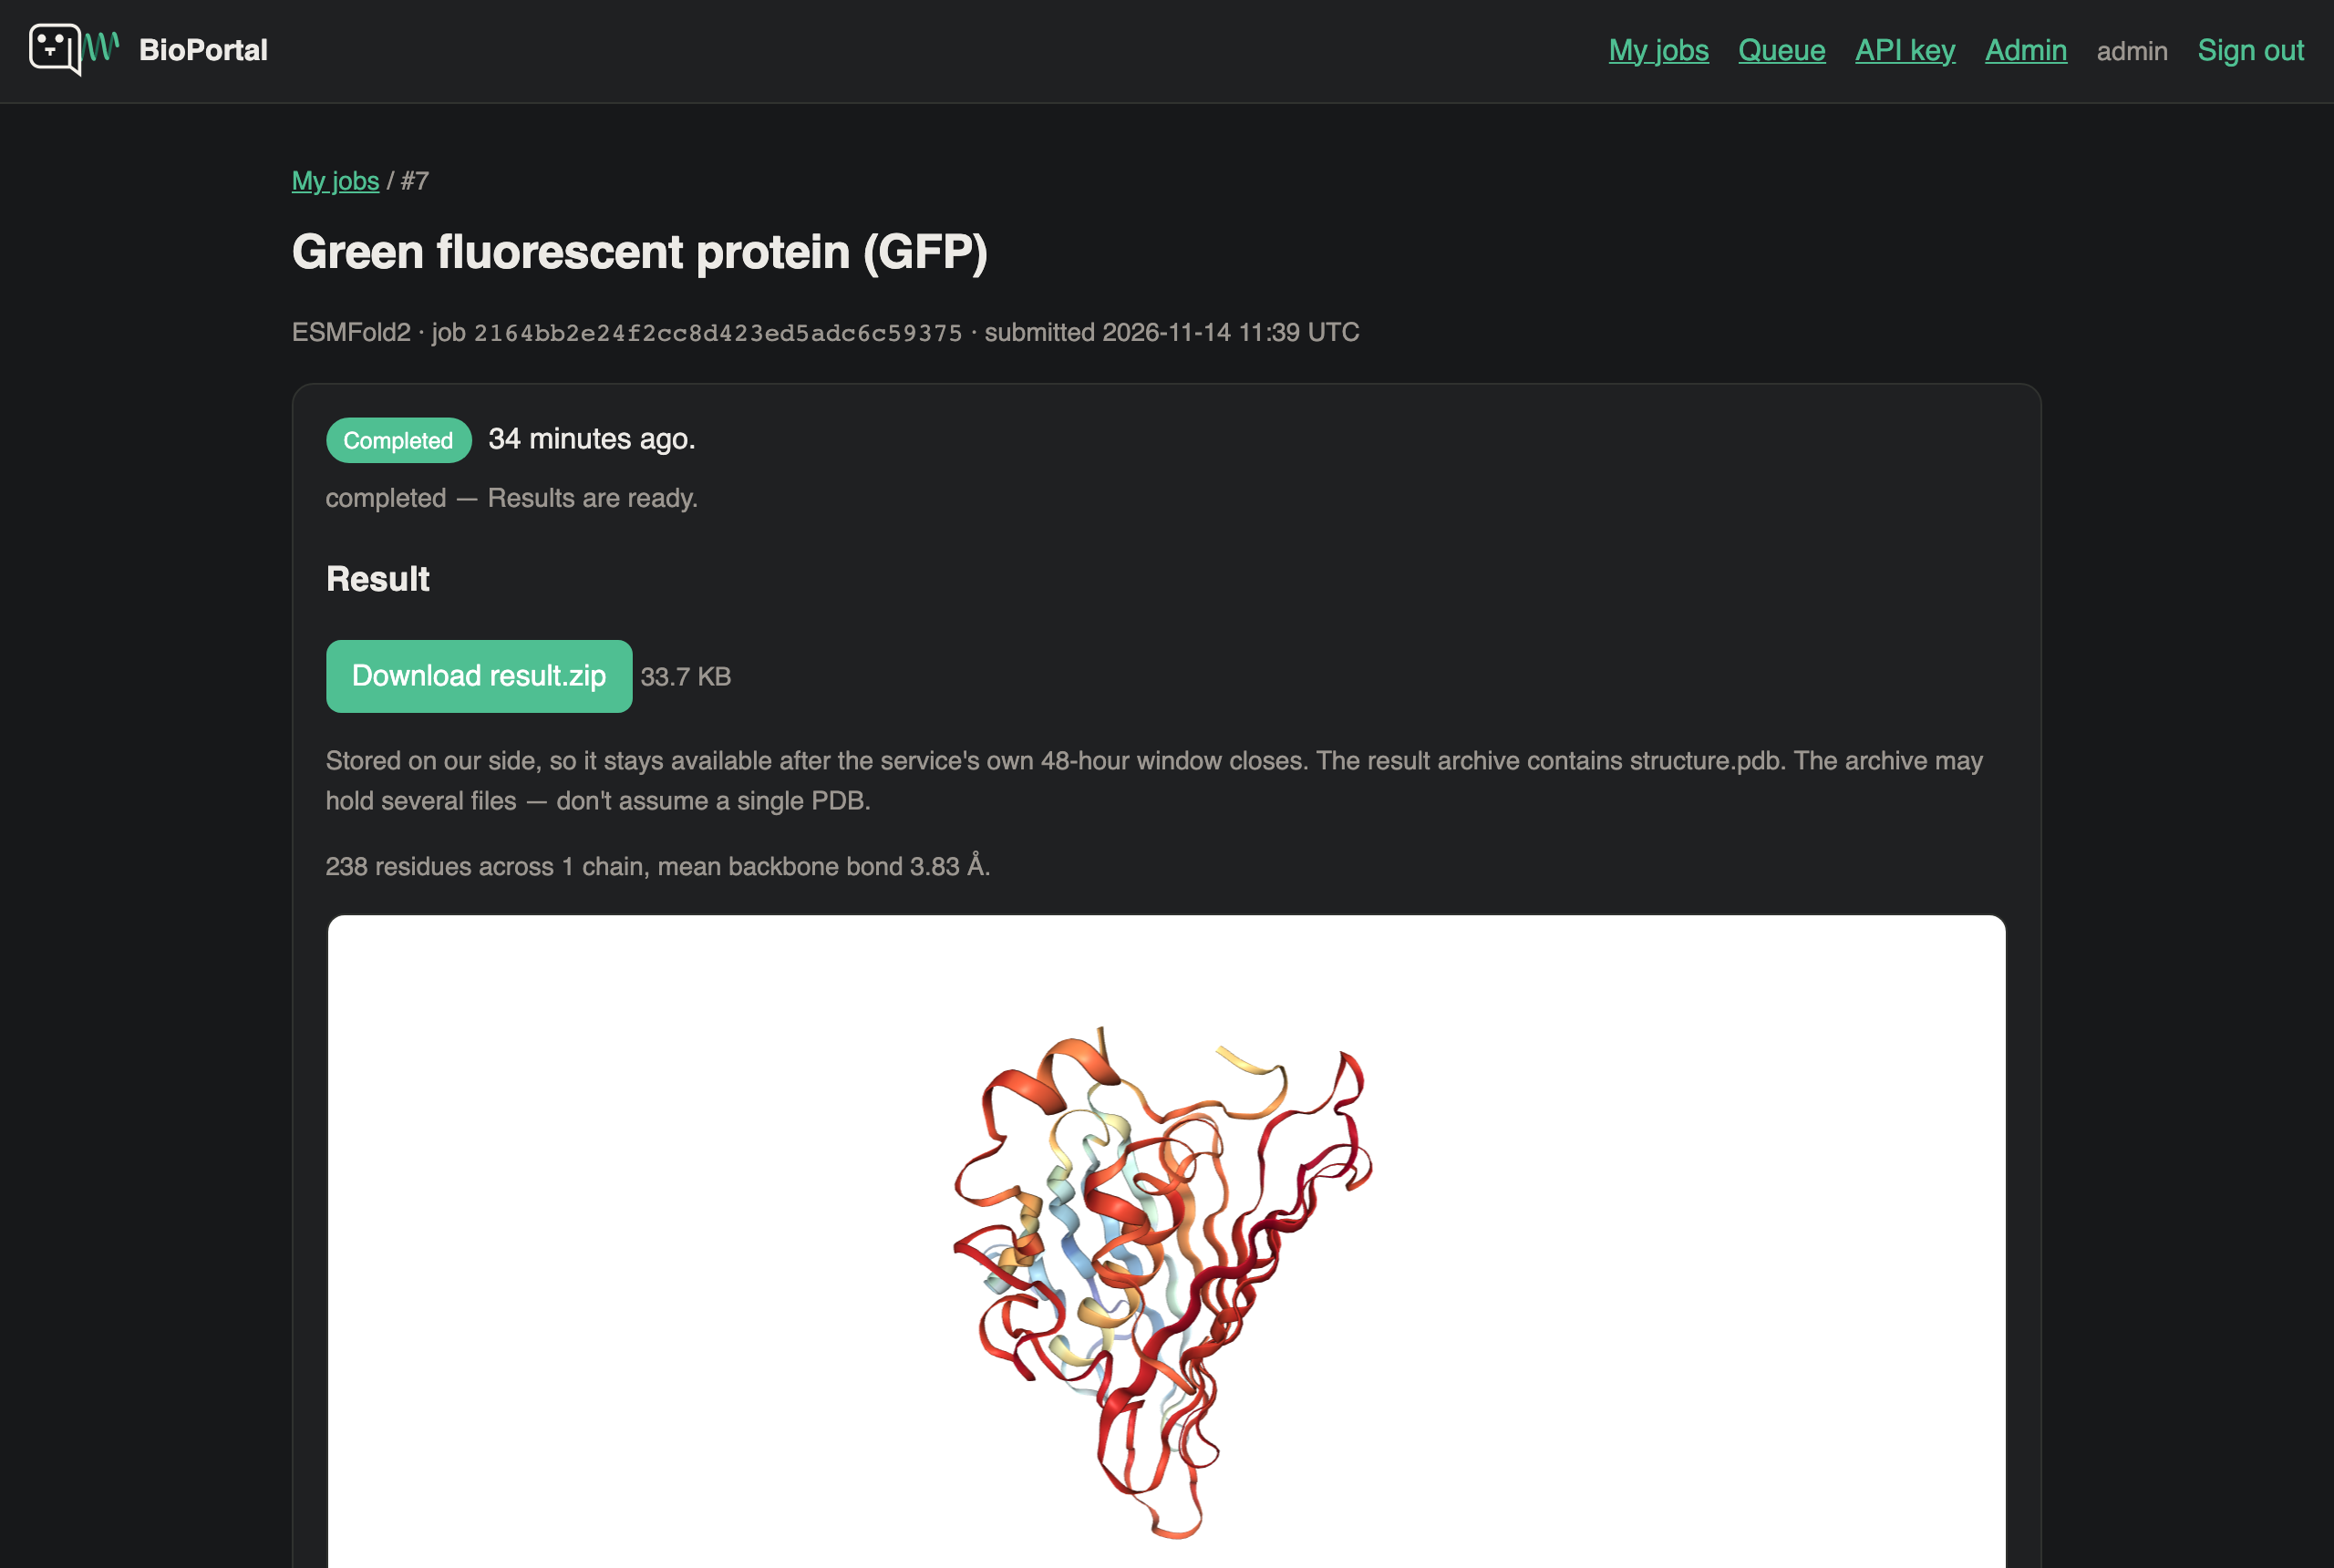 BioPortal
My jobs Queue API key Admin admin Sign out
My jobs / #7
Green fluorescent protein (GFP)
ESMFold2 · job 2164bb2e24f2cc8d423ed5adc6c59375 · submitted 2026-11-14 11:39 UTC
Completed 34 minutes ago.
completed — Results are ready.
Result
Download result.zip 33.7 KB
Stored on our side, so it stays available after the service's own 48-hour window closes. The result archive contains structure.pdb. The archive may
hold several files — don't assume a single PDB.
238 residues across 1 chain, mean backbone bond 3.83 Å.